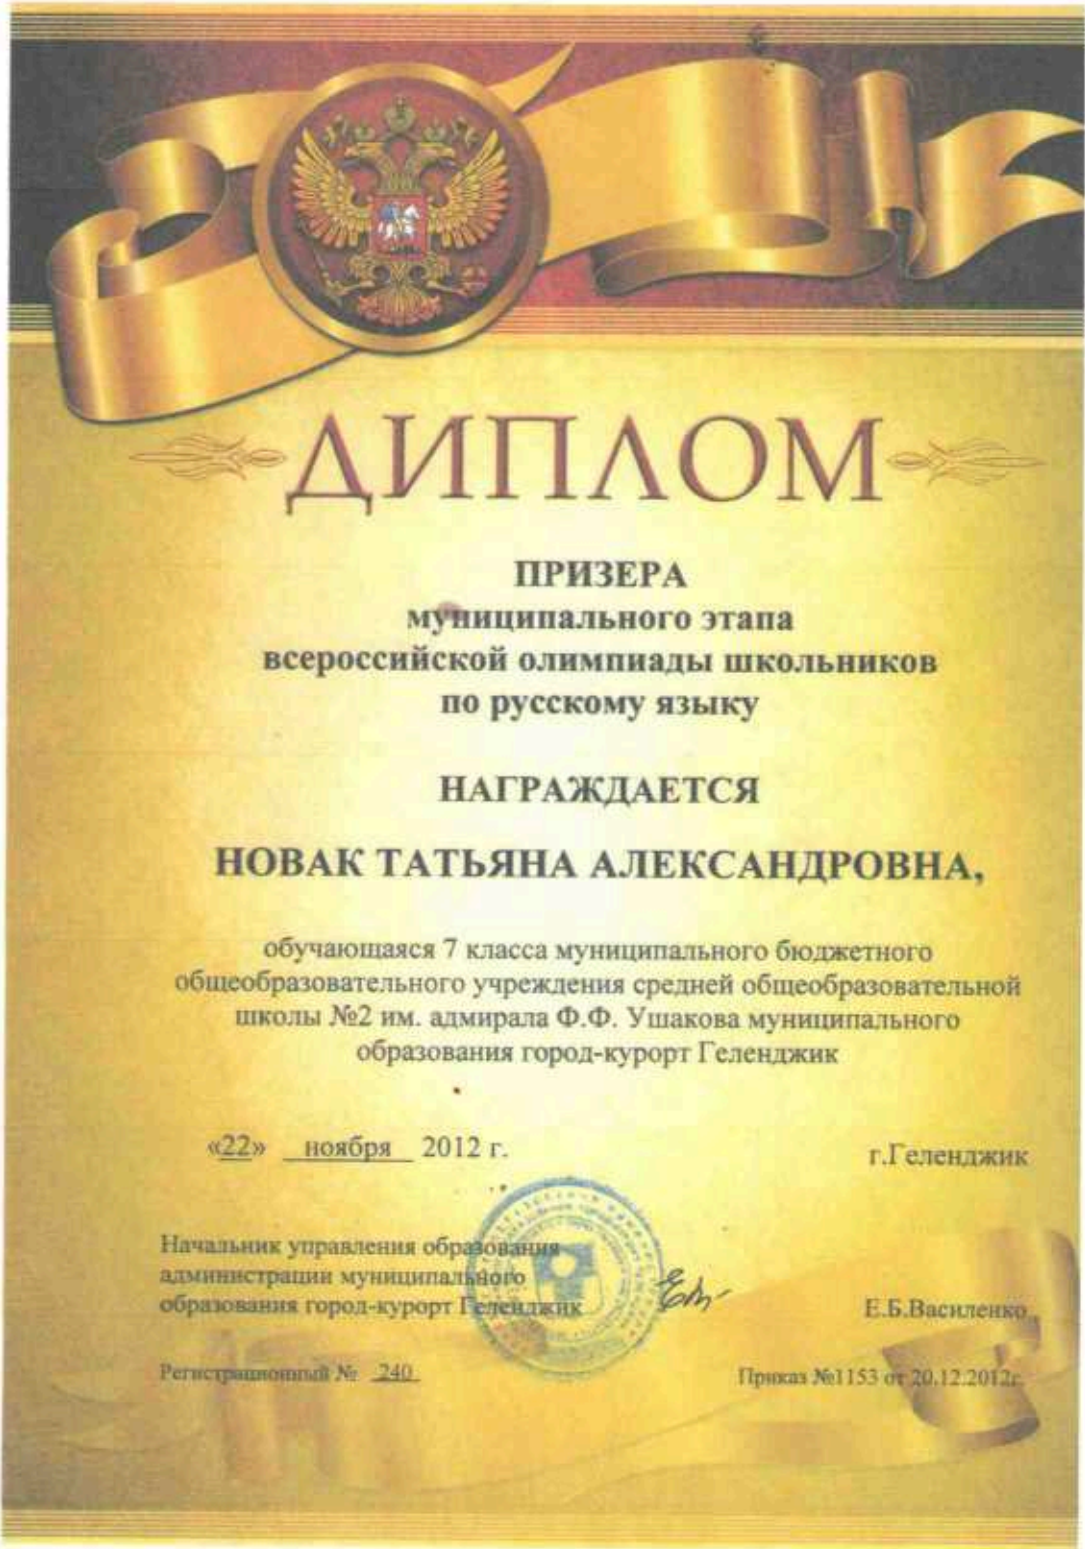 ДИПЛОМ
ПРИЗЕРА
муниципального этапа
всероссийской олимпиады школьников
по русскому языку
НАГРАЖДАЕТСЯ
НОВАК ТАТЬЯНА АЛЕКСАНДРОВНА,
обучающаяся 7 класса муниципального бюджетного
общеобразовательного учреждения средней общеобразовательной
школы №2 им. адмирала Ф.Ф. Ушакова муниципального
образования город-курорт Геленджик
«22» ноября 2012 г.
г.Геленджик
Начальник управления образования
администрации муниципального
образования город-курорт Геленджик
Е.Б.Василенко
Регистрационный № 240
Приказ №1153 от 20.12.2012г.